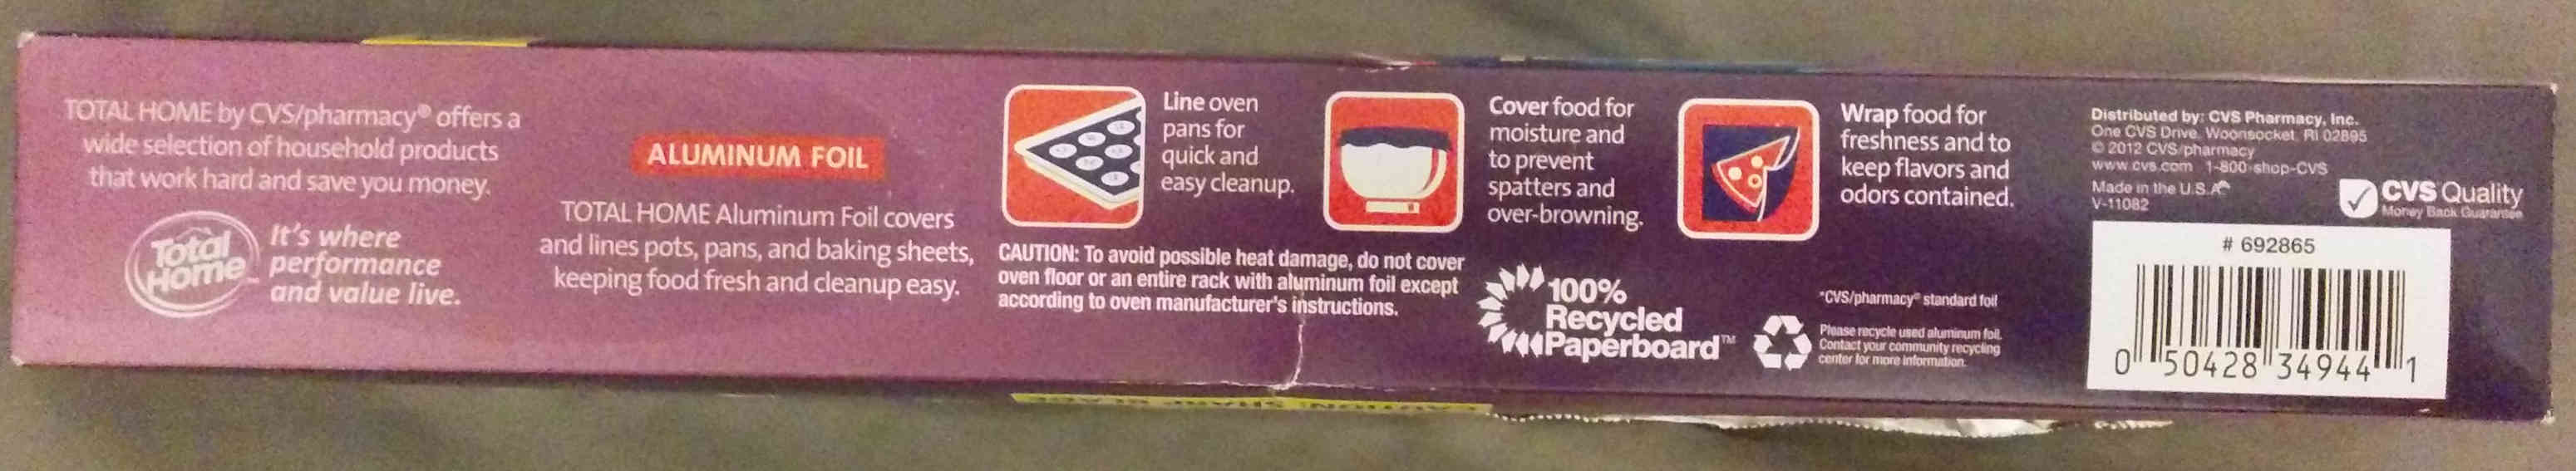 TOTAL HOME by CVS/pharmacy® offers a
wide selection of household products
that work hard and save you money.
Total
Home™
It's where
performance
and value live.
ALUMINUM FOIL
TOTAL HOME Aluminum Foil covers
and lines pots, pans, and baking sheets,
keeping food fresh and cleanup easy.
Line oven
pans for
quick and
easy cleanup.
Cover food for
moisture and
to prevent
spatters and
over-browning.
Wrap food for
freshness and to
keep flavors and
odors contained.
CAUTION: To avoid possible heat damage, do not cover
oven floor or an entire rack with aluminum foil except
according to oven manufacturer's instructions.
100%
Recycled
Paperboard™
*CVS/pharmacy® standard foil
Please recycle used aluminum foil.
Contact your community recycling
center for more information.
Distributed by: CVS Pharmacy, Inc.
One CVS Drive, Woonsocket, RI 02895
© 2012 CVS/pharmacy
www.cvs.com 1-800-shop-CVS
Made in the U.S.A.
V-11082
CVS Quality
Money Back Guarantee
# 692865
0 50428 34944 1